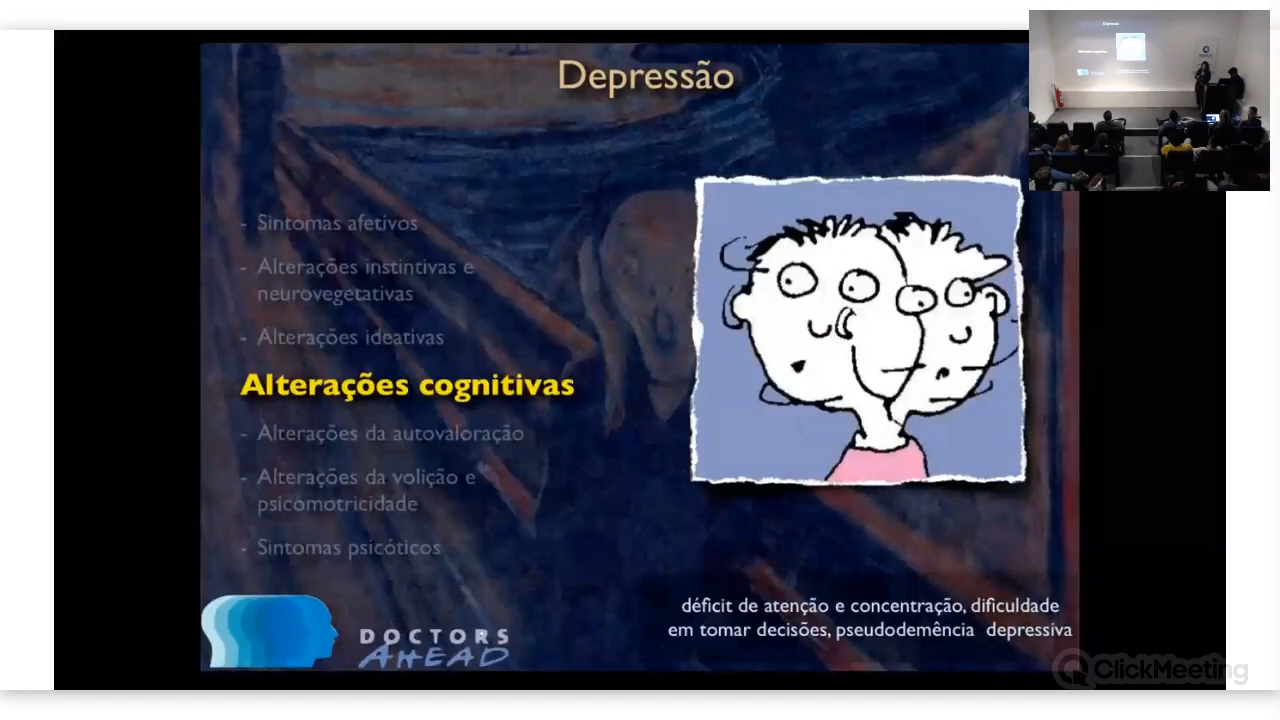 Depressão
- Sintomas afetivos
- Alterações instintivas e
neurovegetativas
- Alterações ideativas
Alterações cognitivas
- Alterações da autovaloração
- Alterações da volição e
psicomotricidade
- Sintomas psicóticos
déficit de atenção e concentração, dificuldade
em tomar decisões, pseudodemência depressiva
DOCTORS
AHEAD
ClickMeeting